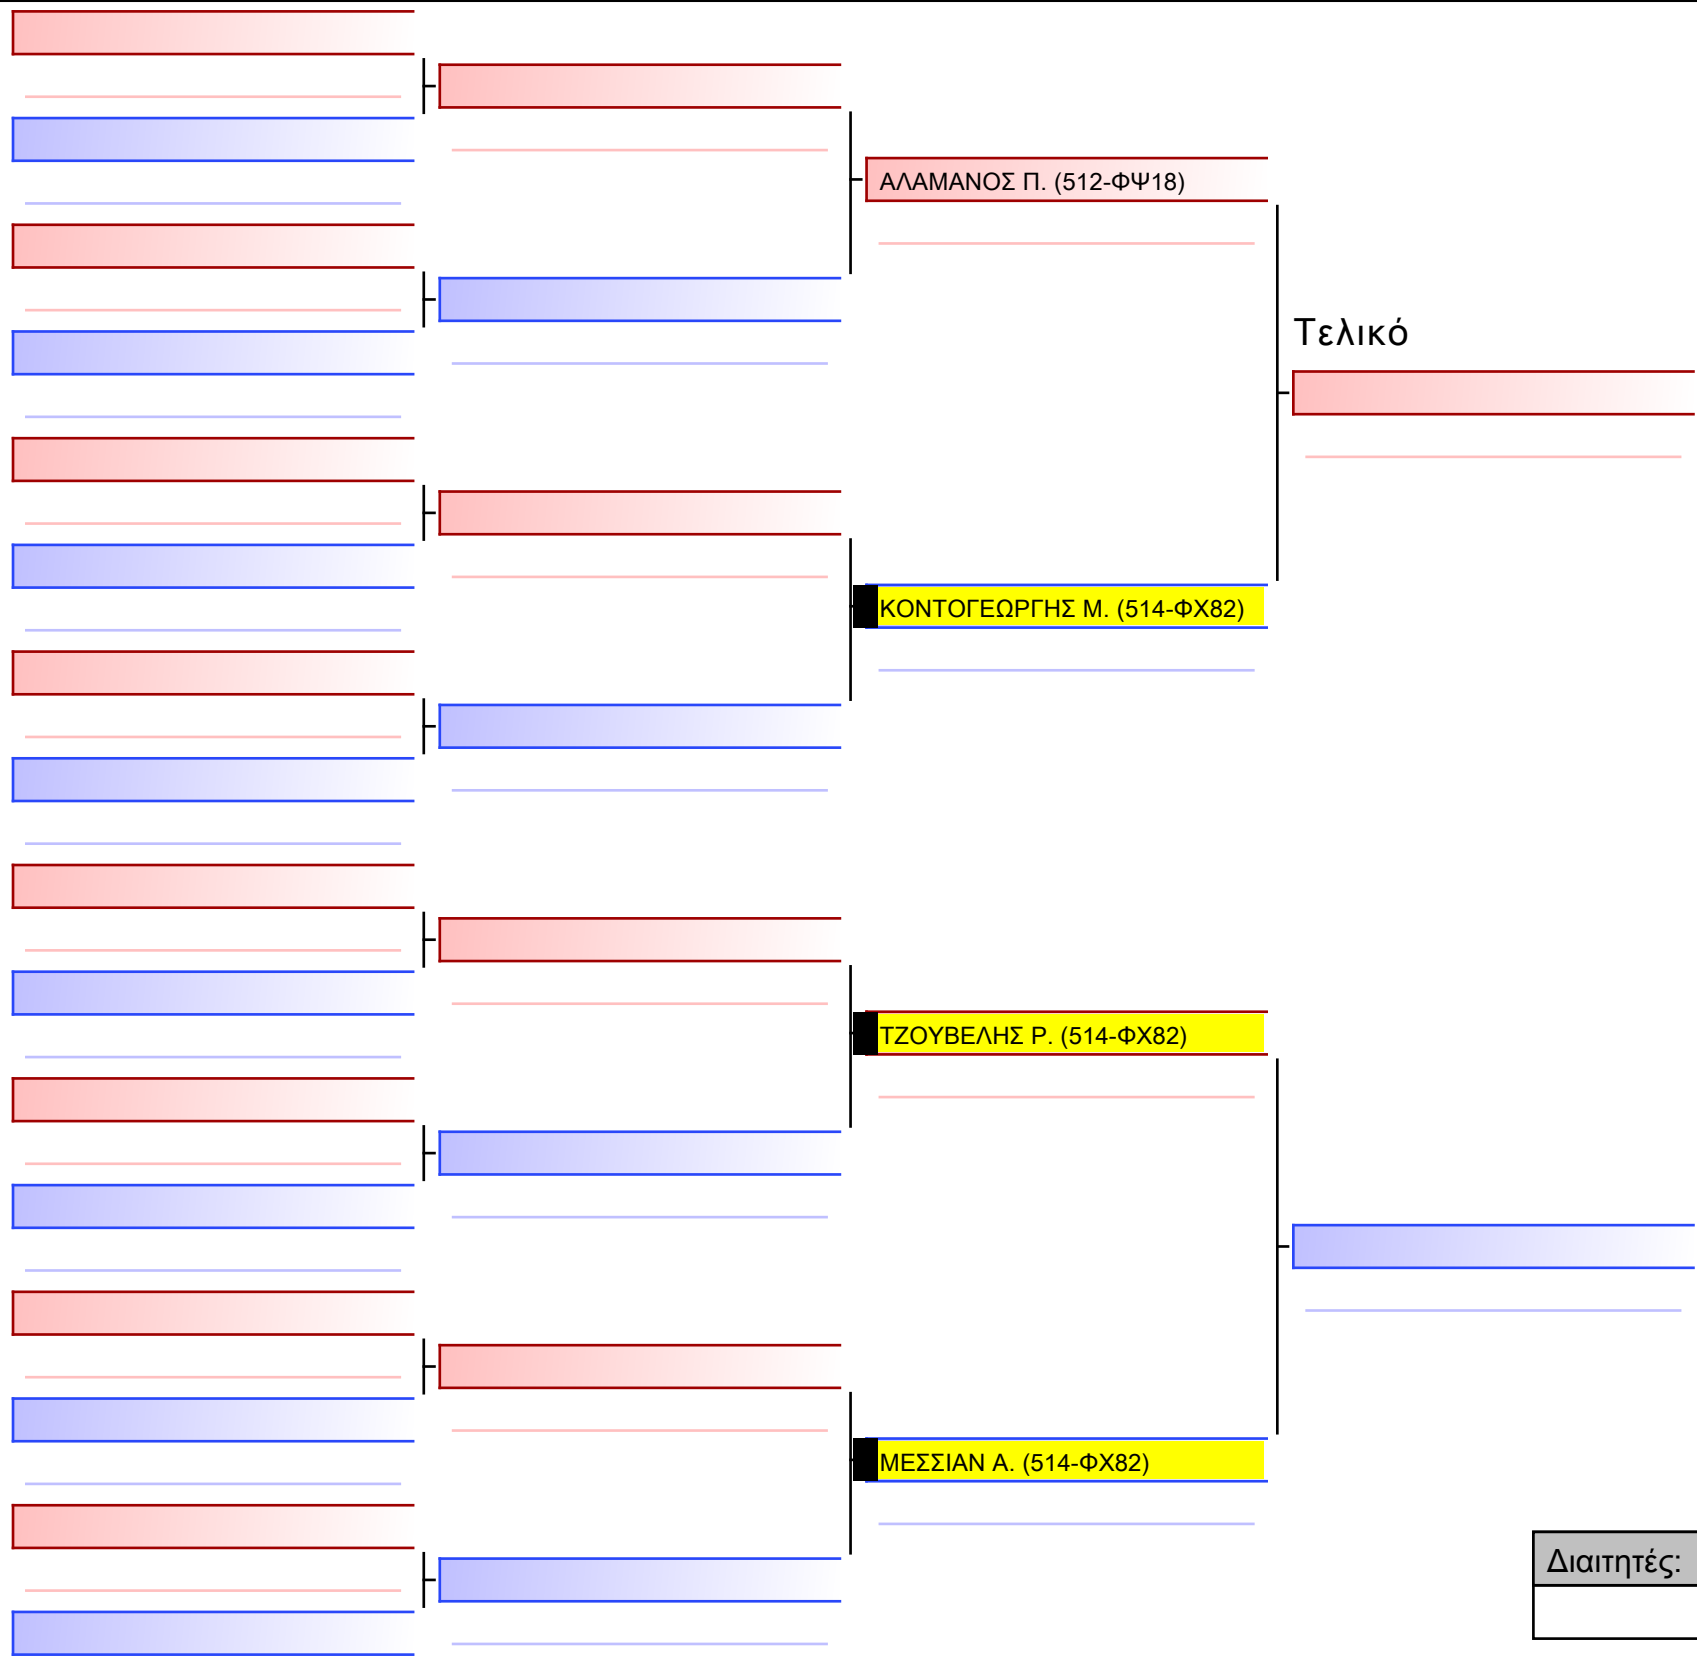 ΑΛΑΜΑΝΟΣ Π. (512-ΦΨ18)
Τελικό
ΚΟΝΤΟΓΕΩΡΓΗΣ Μ. (514-ΦΧ82)
ΤΖΟΥΒΕΛΗΣ Ρ. (514-ΦΧ82)
ΜΕΣΣΙΑΝ Α. (514-ΦΧ82)
Διαιτητές: